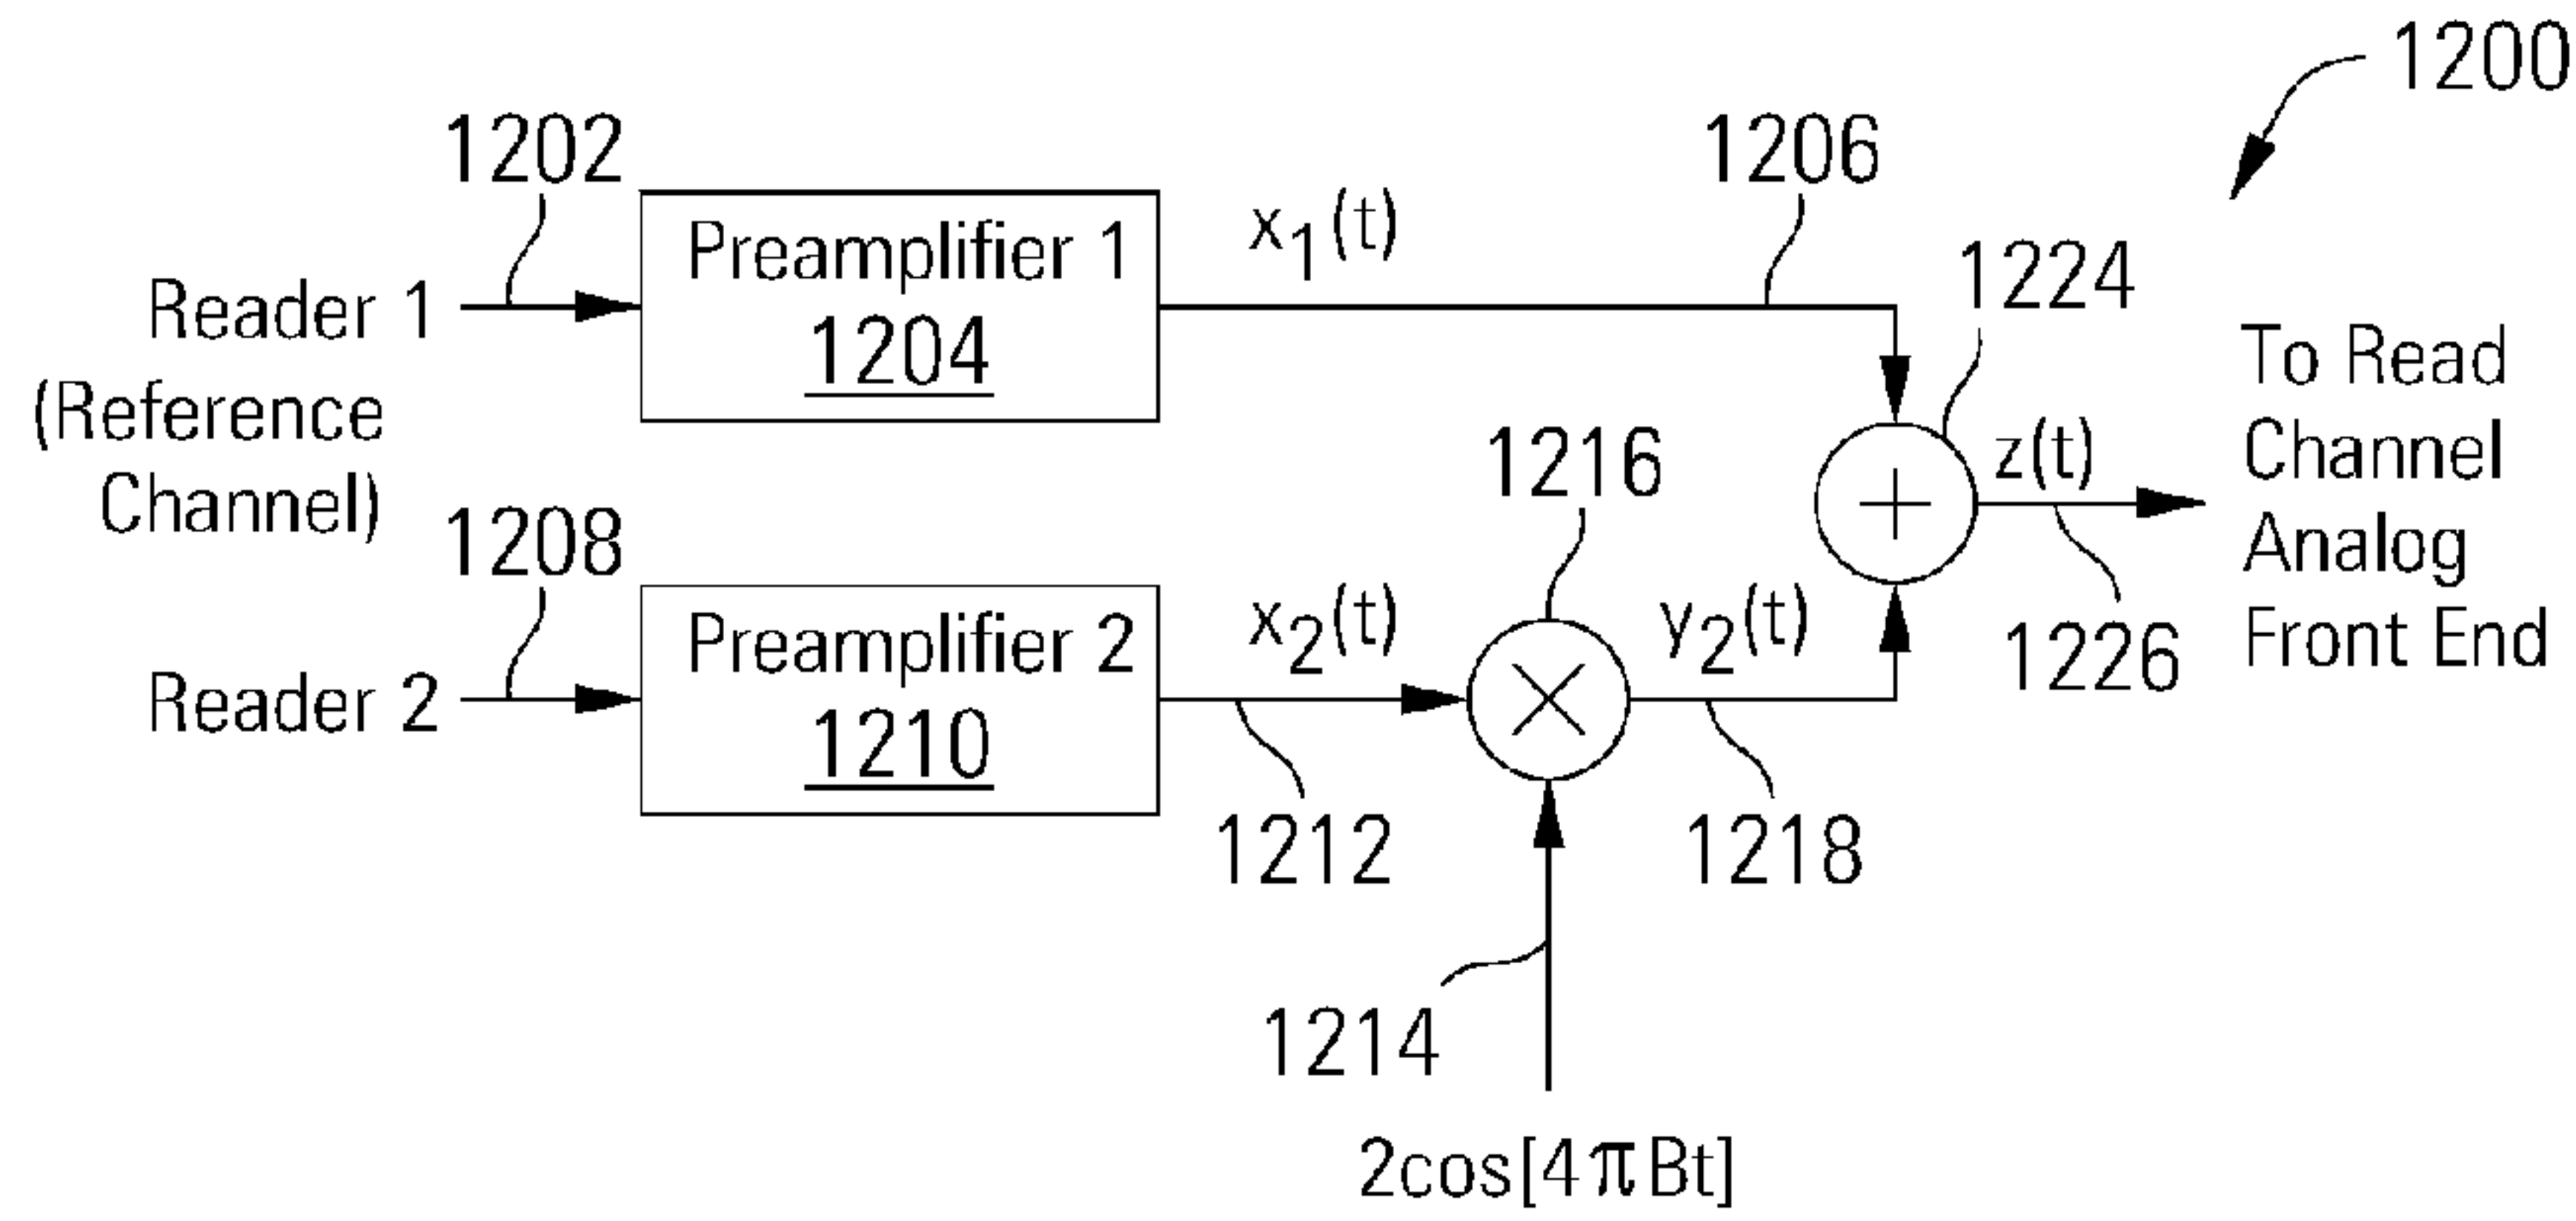 1200
1202
1206
Preamplifier 1
1204
x1(t)
1224
Reader 1
(Reference
Channel)
To Read
Channel
Analog
Front End
z(t)
1226
1216
1208
Reader 2
Preamplifier 2
1210
x2(t)
y2(t)
1212
1218
1214
2cos[4πBt]